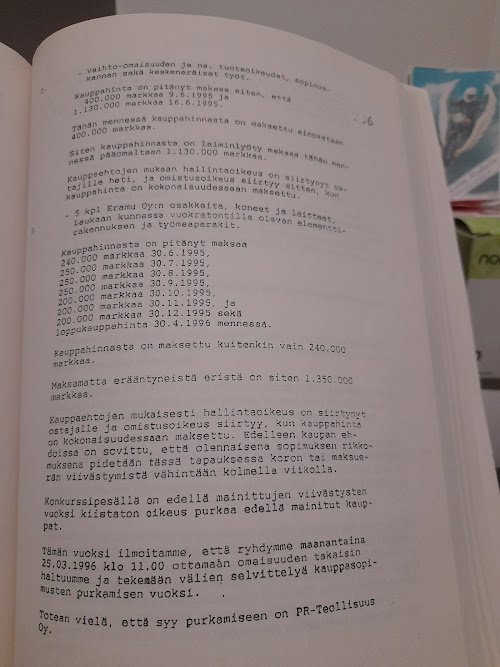 - Vaihto-omaisuuden ja ns. tuoteoikeudet, sopimus-
kannan sekä keskeneräiset työt.
2.
Kauppahinta on pitänyt maksaa siten, että
400.000 markkaa 9.6.1995 ja
1.130.000 markkaa 16.6.1995.
Tähän mennessä kauppahinnasta on maksettu ainoastaan
400.000 markkaa.
Siten kauppahinnasta on laiminlyöty maksaa tähän men-
nessä pääomaltaan 1.130.000 markkaa.
Kauppaehtojen mukaan hallintaoikeus on siirtynyt os-
tajille heti, ja omistusoikeus siirtyy sitten, kun
kauppahinta on kokonaisuudessaan maksettu.
3.
- 5 kpl Eramu Oy:n osakkaita, koneet ja laitteet,
Laukaan kunnassa vuokratontilla olevan elementti-
rakennuksen ja työmaaparakit.
Kauppahinnasta on pitänyt maksaa
240.000 markkaa 30.6.1995,
250.000 markkaa 30.7.1995,
250.000 markkaa 30.8.1995,
250.000 markkaa 30.9.1995,
200.000 markkaa 30.10.1995,
200.000 markkaa 30.11.1995, ja
200.000 markkaa 30.12.1995 sekä
loppukauppahinta 30.4.1996 mennessä.
Kauppahinnasta on maksettu kuitenkin vain 240.000
markkaa.
Maksamatta erääntyneistä eristä on siten 1.350.000
markkaa.
Kauppaehtojen mukaisesti hallintaoikeus on siirtynyt
ostajalle ja omistusoikeus siirtyy, kun kauppahinta
on kokonaisuudessaan maksettu. Edelleen kaupan eh-
doissa on sovittu, että olennaisena sopimuksen rikko-
muksena pidetään tässä tapauksessa koron tai maksue-
rän viivästymistä vähintään kolmella viikolla.
Konkurssipesällä on edellä mainittujen viivästysten
vuoksi kiistaton oikeus purkaa edellä mainitut kaup-
pat.
Tämän vuoksi ilmoitamme, että ryhdymme maanantaina
25.03.1996 klo 11.00 ottamaan omaisuuden takaisin
haltuumme ja tekemään välien selvittelyä kauppasopi-
musten purkamisen vuoksi.
Totean vielä, että syy purkamiseen on PR-Teollisuus
Oy.